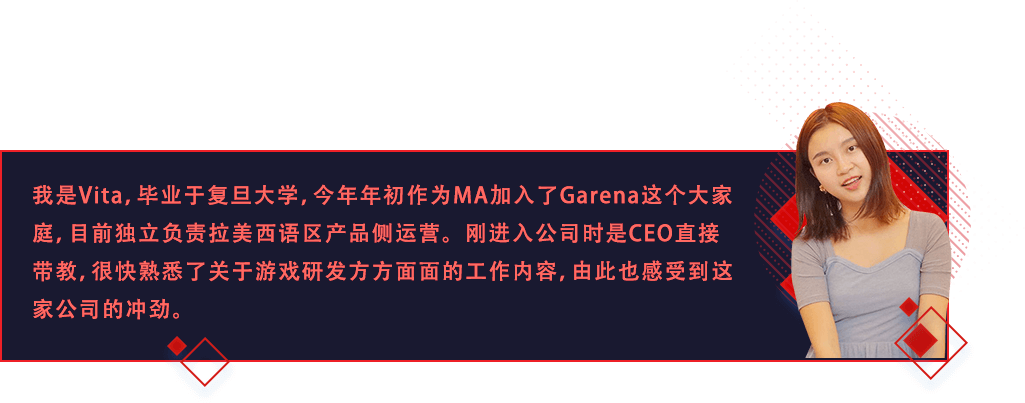 我是Vita, 毕业于复旦大学, 今年年初作为MA加入了Garena这个大家
庭, 目前独立负责拉美西语区产品侧运营。刚进入公司时是CEO直接
带教, 很快熟悉了关于游戏研发方方面面的工作内容, 由此也感受到这
家公司的冲劲。